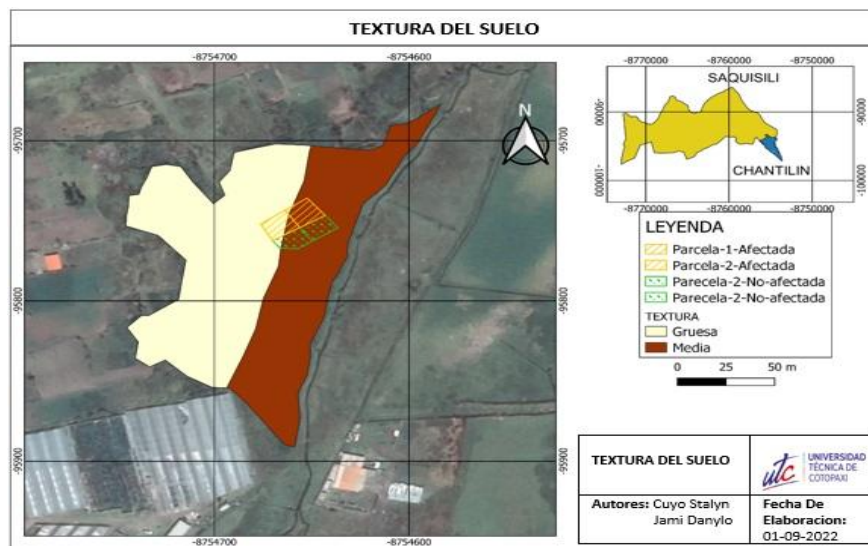 TEXTURA DEL SUELO
-8754700 -8754600
-95700 -95700
-95800 -95800
-95900 -95900
-8754700 -8754600
N
-8770000 -8760000 -8750000
SAQUISILI
-90000 -90000
CHANTILIN
-100000 -100000
-8770000 -8760000 -8750000
LEYENDA
Parcela-1-Afectada
Parcela-2-Afectada
Parecela-2-No-afectada
Parecela-2-No-afectada
TEXTURA
Gruesa
Media
0 25 50 m
TEXTURA DEL SUELO
utc UNIVERSIDAD
TÉCNICA DE
COTOPAXI
Autores: Cuyo Stalyn
Jami Danylo
Fecha De
Elaboracion:
01-09-2022